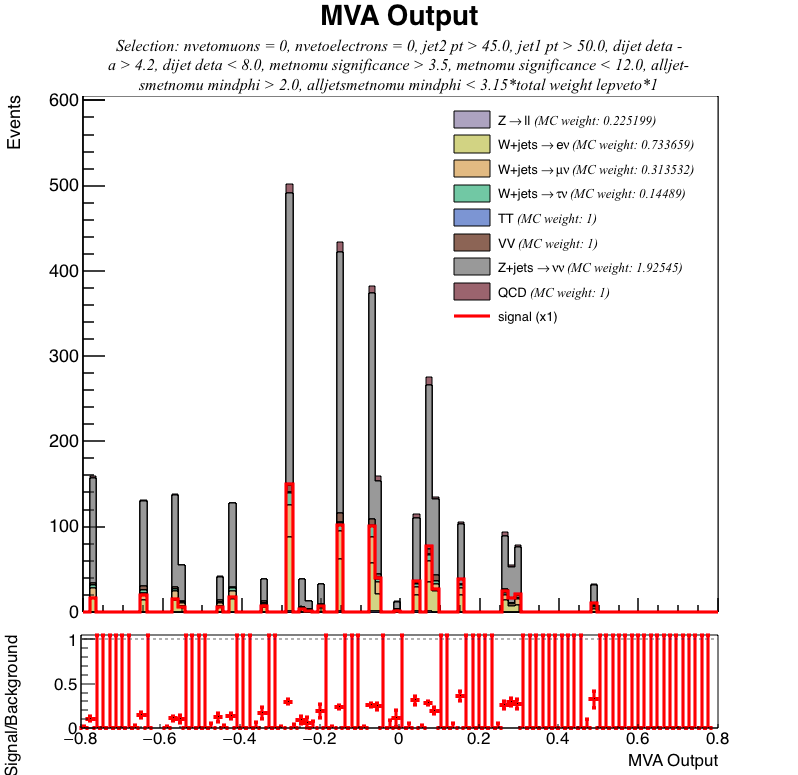 MVA Output
Selection: nvetomuons = 0, nvetoelectrons = 0, jet2 pt > 45.0, jet1 pt > 50.0, dijet deta -
a > 4.2, dijet deta < 8.0, metnomu significance > 3.5, metnomu significance < 12.0, alljet-
smetnomu mindphi > 2.0, alljetsmetnomu mindphi < 3.15*total weight lepveto*1
Events
600
500
400
300
200
100
0
Z→ll (MC weight: 0.225199)
W+jets→eν (MC weight: 0.733659)
W+jets→μν (MC weight: 0.313532)
W+jets→τν (MC weight: 0.14489)
TT (MC weight: 1)
VV (MC weight: 1)
Z+jets→νν (MC weight: 1.92545)
QCD (MC weight: 1)
signal (x1)
Signal/Background
1
0.5
0
−0.8 −0.6 −0.4 −0.2 0 0.2 0.4 0.6 0.8
MVA Output